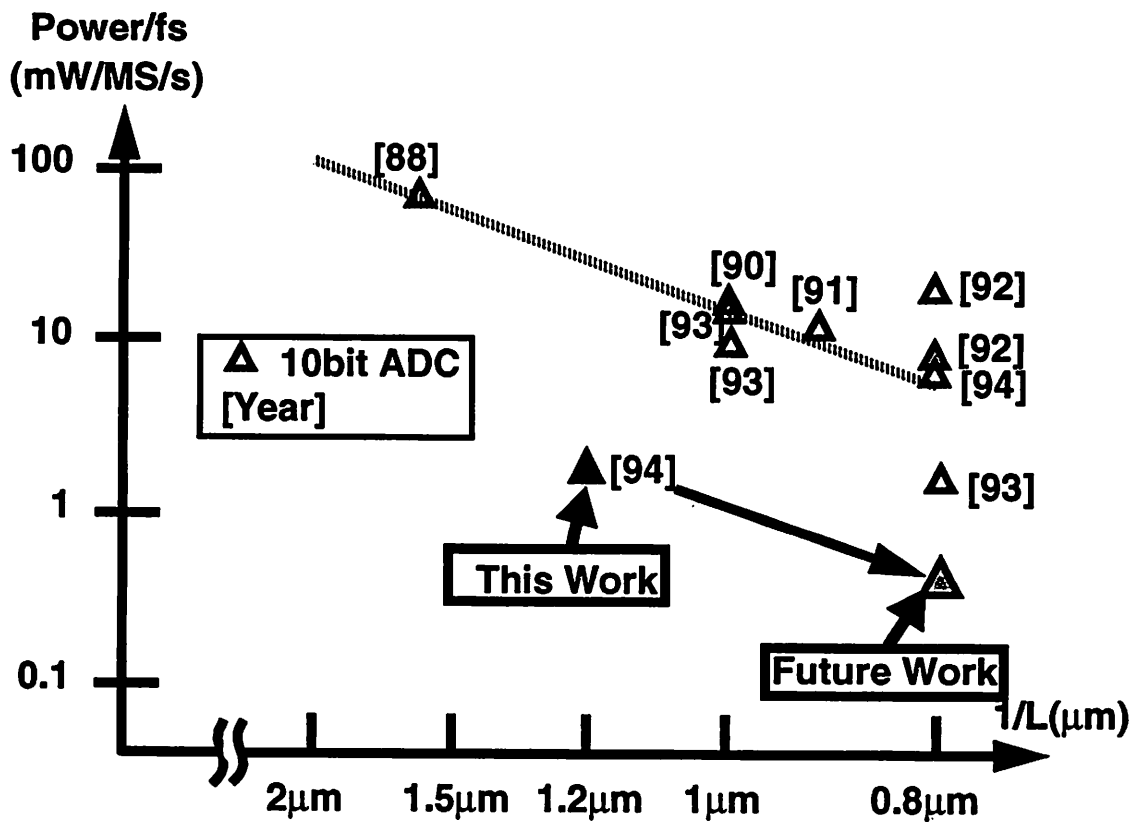 Power/fs
(mW/MS/s)
100
[88]
[90]
[91]
[92]
10
[93]
[92]
[93]
[94]
10bit ADC
[Year]
[94]
[93]
1
This Work
Future Work
0.1
1/L(μm)
2μm 1.5μm 1.2μm 1μm 0.8μm